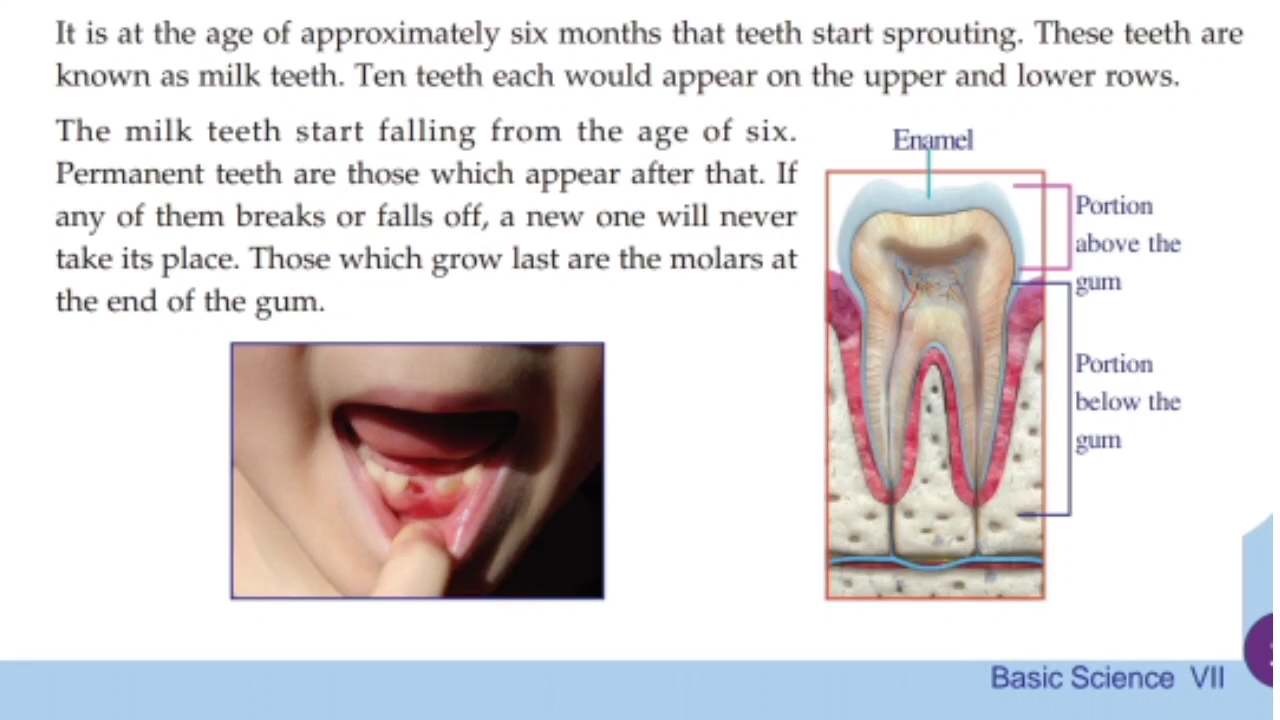 It is at the age of approximately six months that teeth start sprouting. These teeth are
known as milk teeth. Ten teeth each would appear on the upper and lower rows.
The milk teeth start falling from the age of six.
Permanent teeth are those which appear after that. If
any of them breaks or falls off, a new one will never
take its place. Those which grow last are the molars at
the end of the gum.
Enamel
Portion
above the
gum
Portion
below the
gum
Basic Science VII